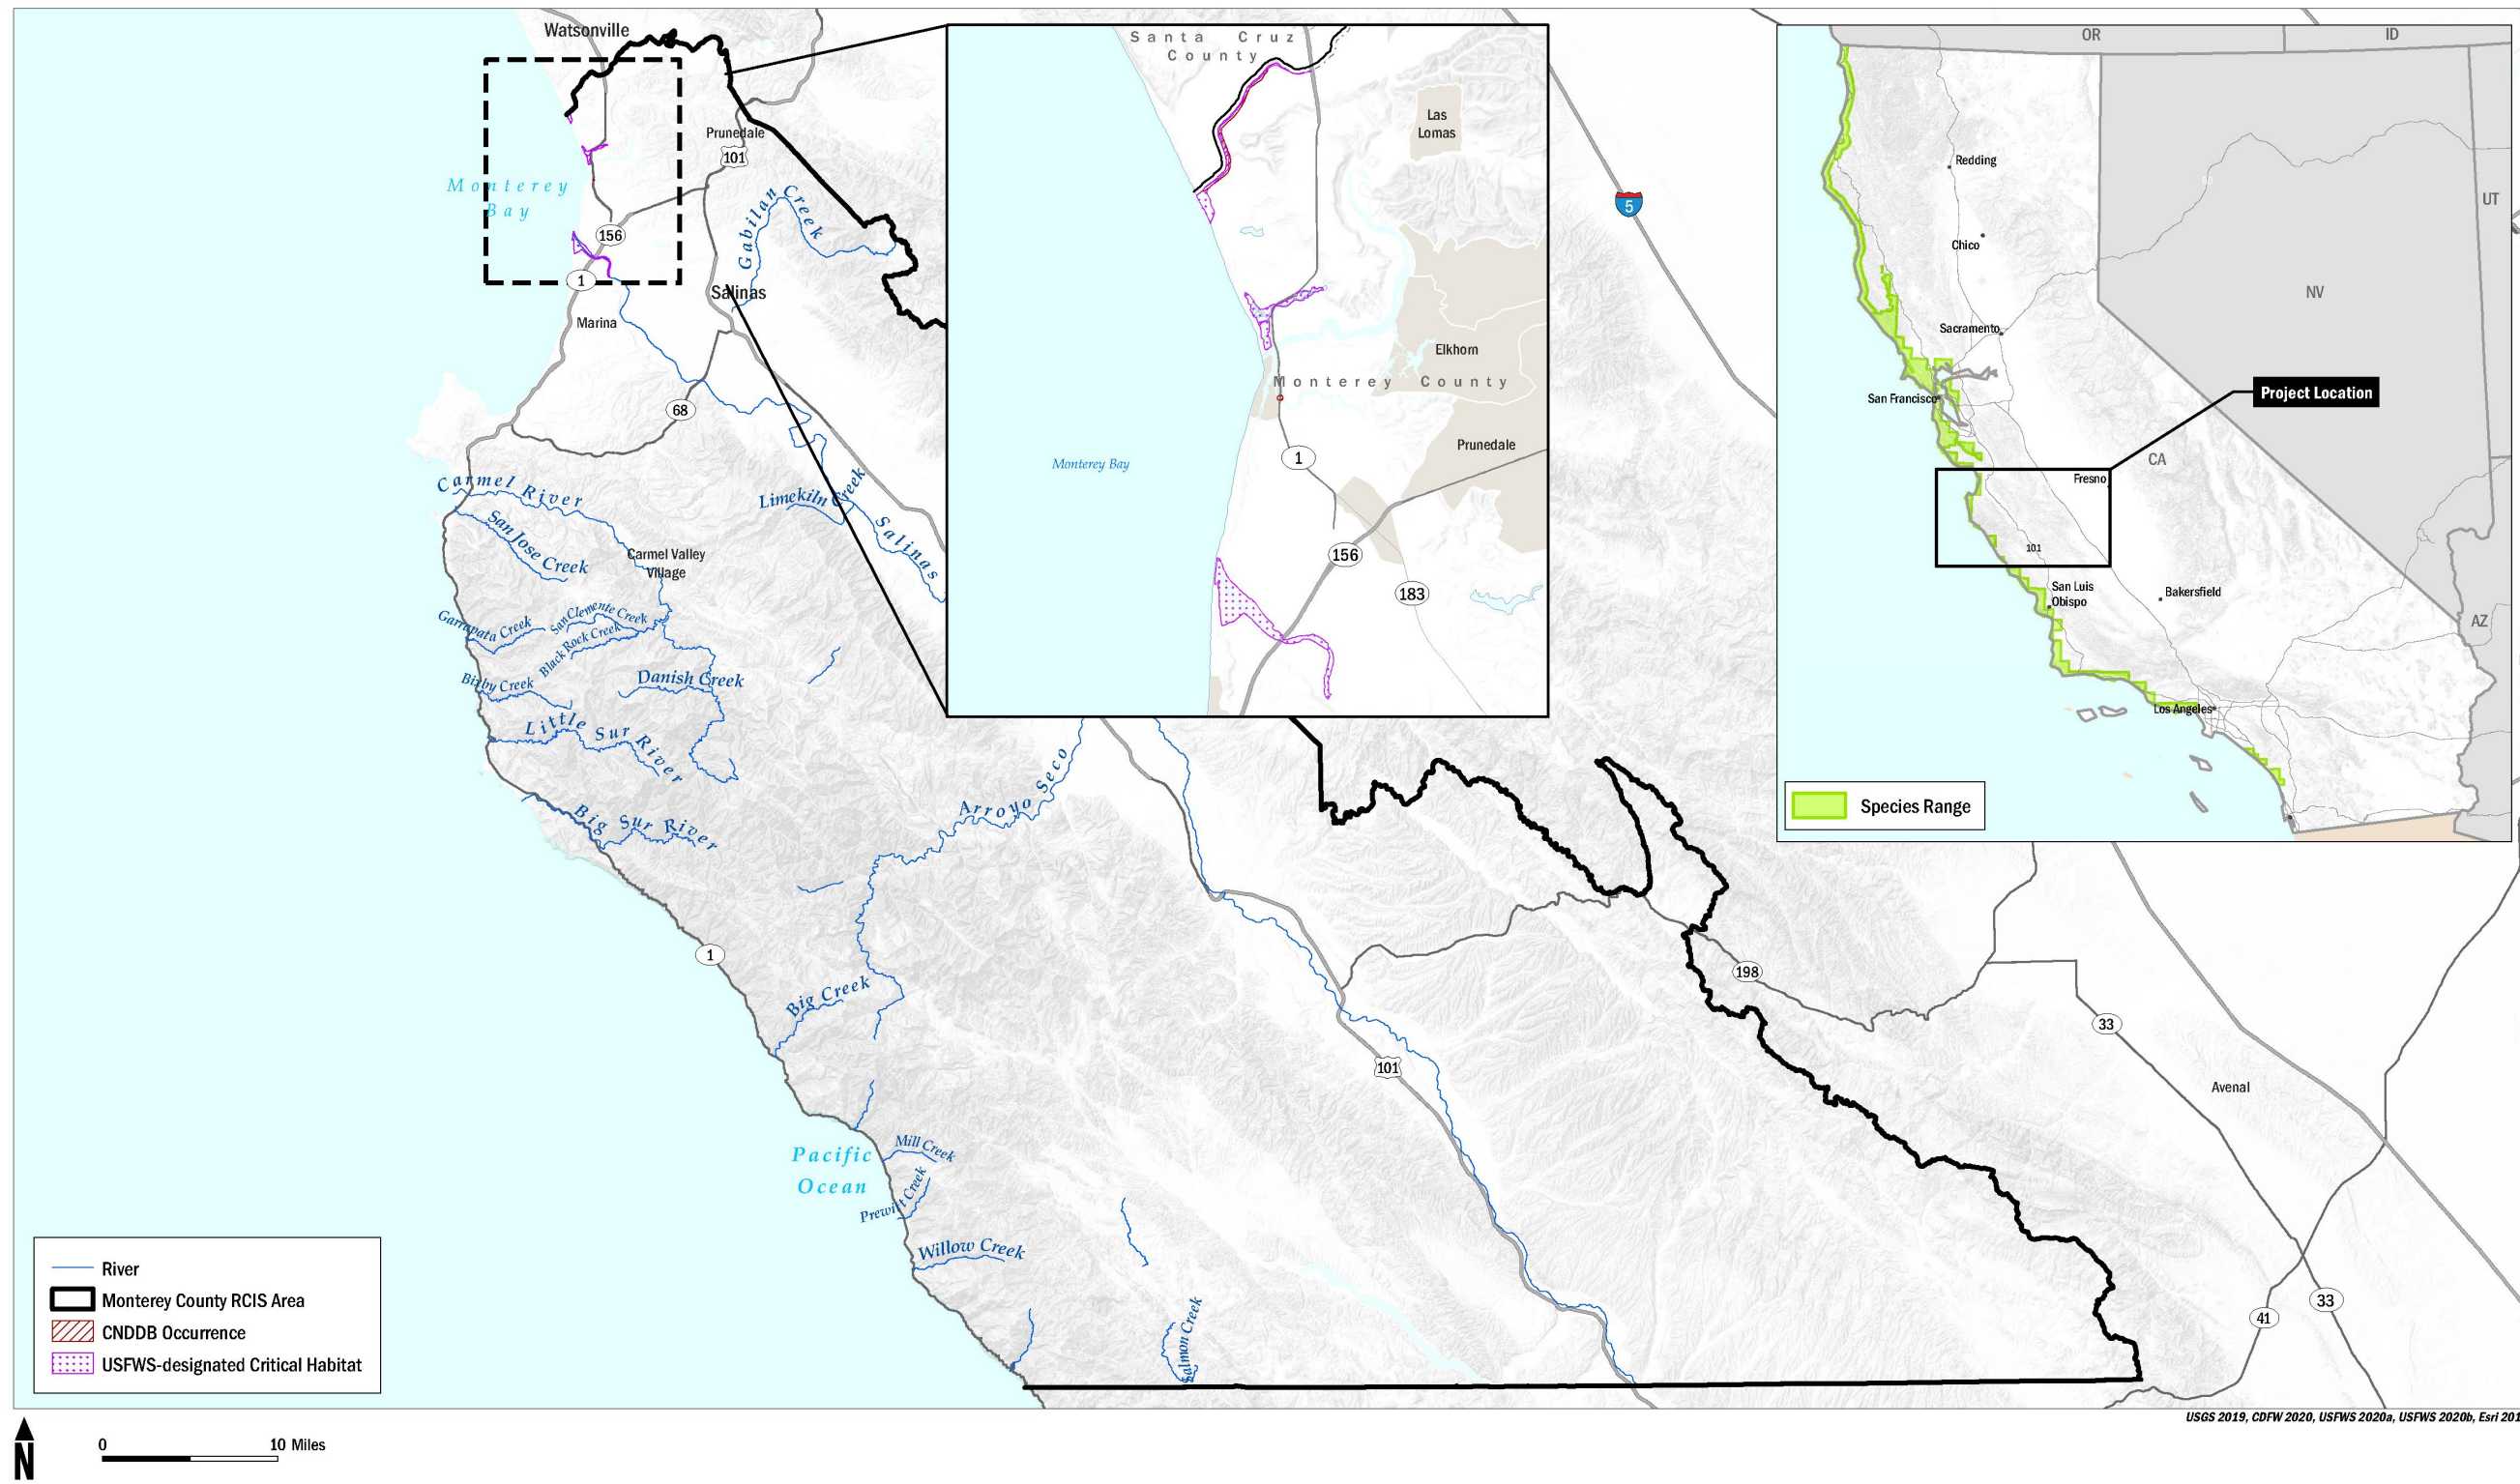 Watsonville
Prunedale
101
Monterey
Bay
156
1
Gabilan Creek
Salinas
Marina
68
Carmel River
San Jose Creek
Carmel Valley
Village
Limekiln Creek
Salinas
Garrapata Creek
San Clemente Creek
Black Rock Creek
Bixby Creek
Danish Creek
Little Sur River
Big Sur River
Arroyo Seco
1
Big Creek
101
198
33
Avenal
Pacific
Ocean
Mill Creek
Prewitt Creek
Willow Creek
Salmon Creek
41
33
5
Santa Cruz
County
Las
Lomas
Elkhorn
Monterey County
Prunedale
Monterey Bay
1
156
183
OR
ID
Redding
UT
80
Chico
NV
Sacramento
San Francisco
Project Location
CA
Fresno
101
San Luis
Obispo
Bakersfield
AZ
Los Angeles
Species Range
River
Monterey County RCIS Area
CNDDB Occurrence
USFWS-designated Critical Habitat
N
0 10 Miles
USGS 2019, CDFW 2020, USFWS 2020a, USFWS 2020b, Esri 201